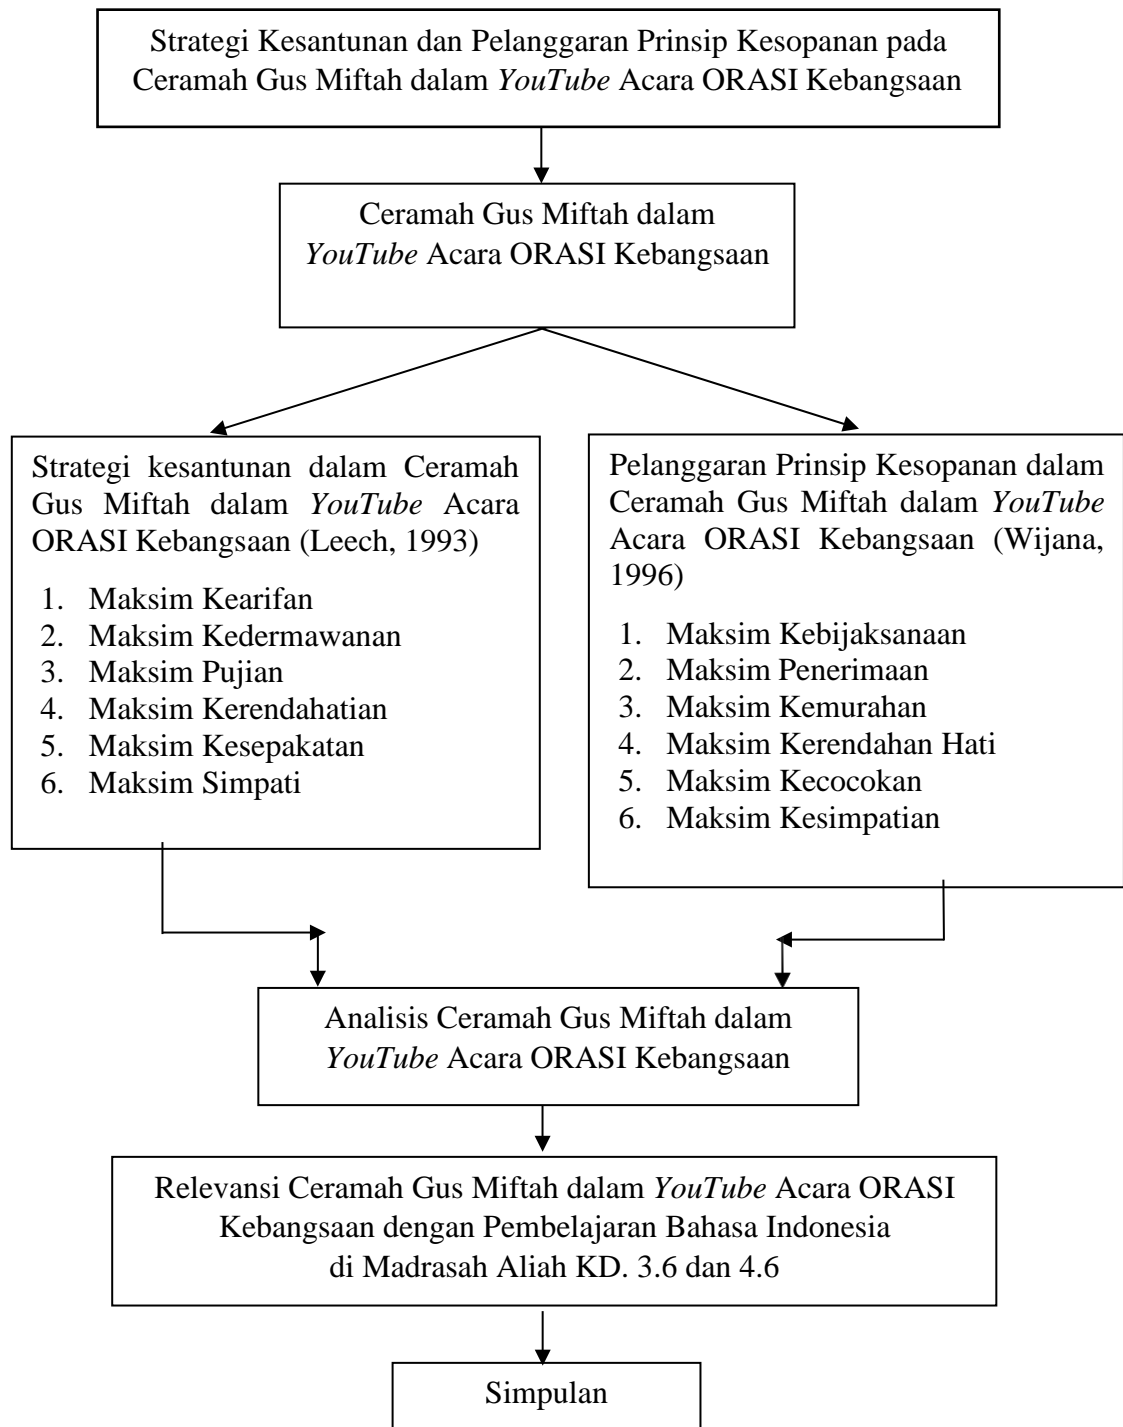 Strategi Kesantunan dan Pelanggaran Prinsip Kesopanan pada
Ceramah Gus Miftah dalam YouTube Acara ORASI Kebangsaan
Ceramah Gus Miftah dalam
YouTube Acara ORASI Kebangsaan
Strategi kesantunan dalam Ceramah
Gus Miftah dalam YouTube Acara
ORASI Kebangsaan (Leech, 1993)
1. Maksim Kearifan
2. Maksim Kedermawanan
3. Maksim Pujian
4. Maksim Kerendahatian
5. Maksim Kesepakatan
6. Maksim Simpati
Pelanggaran Prinsip Kesopanan dalam
Ceramah Gus Miftah dalam YouTube
Acara ORASI Kebangsaan (Wijana,
1996)
1. Maksim Kebijaksanaan
2. Maksim Penerimaan
3. Maksim Kemurahan
4. Maksim Kerendahan Hati
5. Maksim Kecocokan
6. Maksim Kesimpatian
Analisis Ceramah Gus Miftah dalam
YouTube Acara ORASI Kebangsaan
Relevansi Ceramah Gus Miftah dalam YouTube Acara ORASI
Kebangsaan dengan Pembelajaran Bahasa Indonesia
di Madrasah Aliah KD. 3.6 dan 4.6
Simpulan